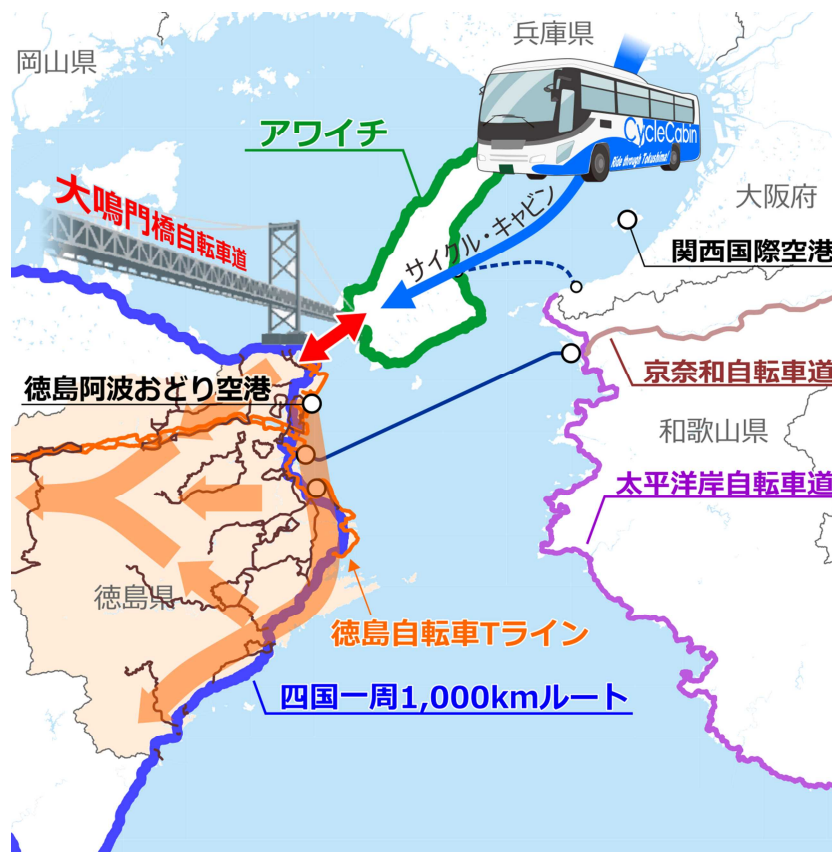 兵庫県
岡山県
アワイチ
CycleCabin
Ride through Tokushima!
大鳴門橋自転車道
サイクル・キャビン
大阪府
関西国際空港
徳島阿波おどり空港
京奈和自転車道
和歌山県
太平洋岸自転車道
徳島県
徳島自転車Tライン
四国一周1,000kmルート